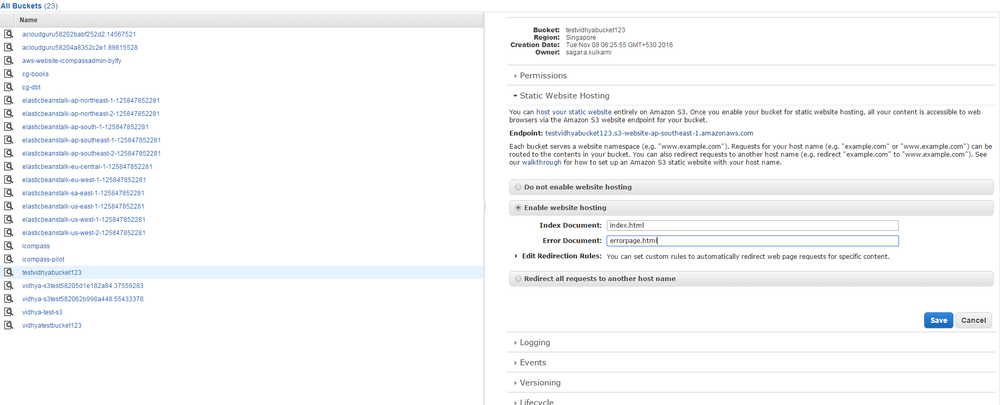 All Buckets (23)
Name
acloudguru58202babf252d2.14567521
acloudguru58204a8352c2e1.89815528
aws-website-icompassadmin-bytfy
cg-books
cg-dbt
elasticbeanstalk-ap-northeast-1-125847852281
elasticbeanstalk-ap-northeast-2-125847852281
elasticbeanstalk-ap-south-1-125847852281
elasticbeanstalk-ap-southeast-1-125847852281
elasticbeanstalk-ap-southeast-2-125847852281
elasticbeanstalk-eu-central-1-125847852281
elasticbeanstalk-eu-west-1-125847852281
elasticbeanstalk-sa-east-1-125847852281
elasticbeanstalk-us-east-1-125847852281
elasticbeanstalk-us-west-1-125847852281
elasticbeanstalk-us-west-2-125847852281
icompass
icompass-pilot
testvidhyabucket123
vidhya-s3test58205d1e182a84.37559283
vidhya-s3test582062b998a448.55433378
vidhya-test-s3
vidhyatestbucket123
Bucket: testvidhyabucket123
Region: Singapore
Creation Date: Tue Nov 08 06:25:55 GMT+530 2016
Owner: sagar.a.kulkarni
Permissions
Static Website Hosting
You can host your static website entirely on Amazon S3. Once you enable your bucket for static website hosting, all your content is accessible to web
browsers via the Amazon S3 website endpoint for your bucket.
Endpoint: testvidhyabucket123.s3-website-ap-southeast-1.amazonaws.com
Each bucket serves a website namespace (e.g. "www.example.com"). Requests for your host name (e.g. "example.com" or "www.example.com") can be
routed to the contents in your bucket. You can also redirect requests to another host name (e.g. redirect "example.com" to "www.example.com"). See
our walkthrough for how to set up an Amazon S3 static website with your host name.
Do not enable website hosting
Enable website hosting
Index Document: index.html
Error Document: errorpage.html
Edit Redirection Rules: You can set custom rules to automatically redirect web page requests for specific content.
Redirect all requests to another host name
Save Cancel
Logging
Events
Versioning
Lifecycle